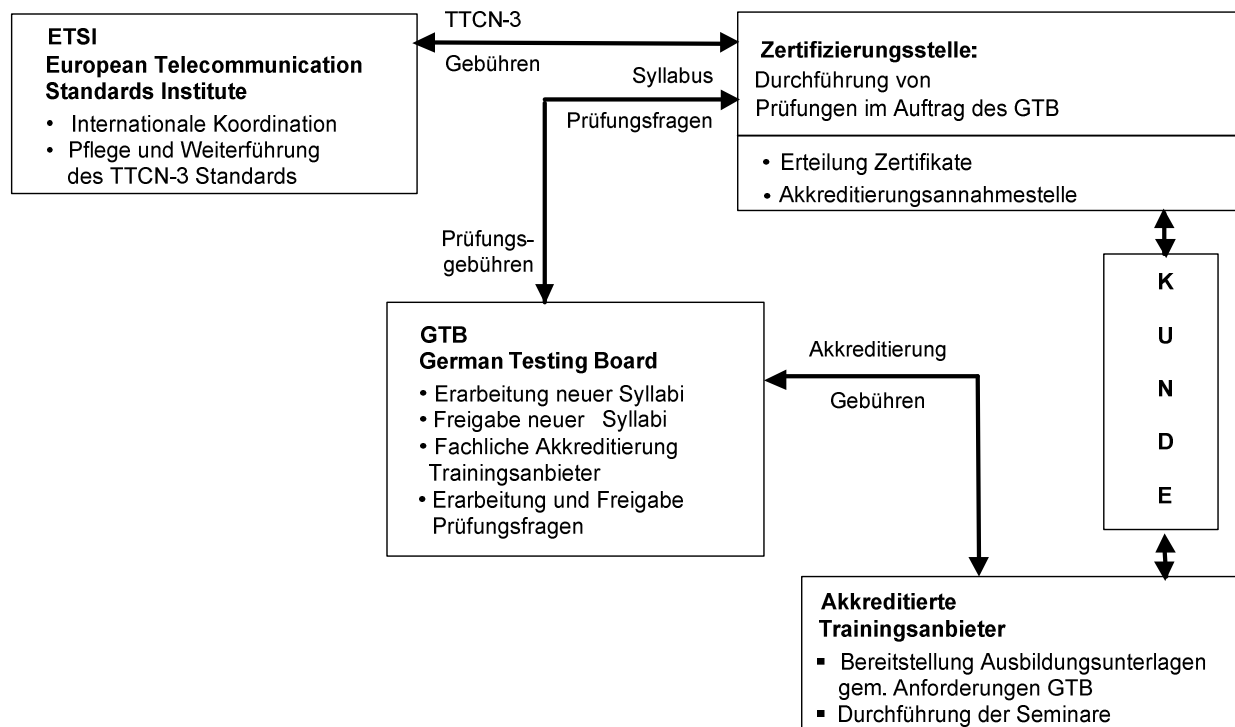 ETSI
European Telecommunication
Standards Institute
• Internationale Koordination
• Pflege und Weiterführung
des TTCN-3 Standards
TTCN-3
Gebühren
Syllabus
Prüfungsfragen
Zertifizierungsstelle:
Durchführung von
Prüfungen im Auftrag des GTB
• Erteilung Zertifikate
• Akkreditierungsannahmestelle
Prüfungs-
gebühren
GTB
German Testing Board
• Erarbeitung neuer Syllabi
• Freigabe neuer Syllabi
• Fachliche Akkreditierung
Trainingsanbieter
• Erarbeitung und Freigabe
Prüfungsfragen
Akkreditierung
Gebühren
K
U
N
D
E
Akkreditierte
Trainingsanbieter
▪ Bereitstellung Ausbildungsunterlagen
gem. Anforderungen GTB
▪ Durchführung der Seminare